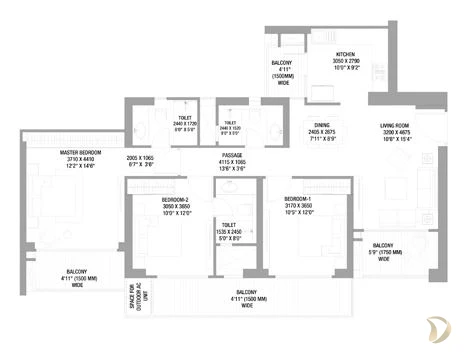 KITCHEN
3050 X 2790
10'0" X 9'2"
BALCONY
4'11"
(1500MM)
WIDE
TOILET
2440 X 1720
8'0" X 5'8"
TOILET
2440 X 1520
8'0" X 5'0"
DINING
2405 X 2675
7'11" X 8'9"
LIVING ROOM
3200 X 4675
10'6" X 15'4"
MASTER BEDROOM
3710 X 4410
12'2" X 14'6"
2005 X 1065
6'7" X 3'6"
PASSAGE
4115 X 1065
13'6" X 3'6"
BEDROOM-2
3050 X 3650
10'0" X 12'0"
TOILET
1535 X 2450
5'0" X 8'0"
BEDROOM-1
3170 X 3650
10'5" X 12'0"
BALCONY
5'9" (1750 MM)
WIDE
BALCONY
4'11" (1500 MM)
WIDE
SPACE FOR
OUTDOOR AC
UNIT
BALCONY
4'11" (1500 MM)
WIDE